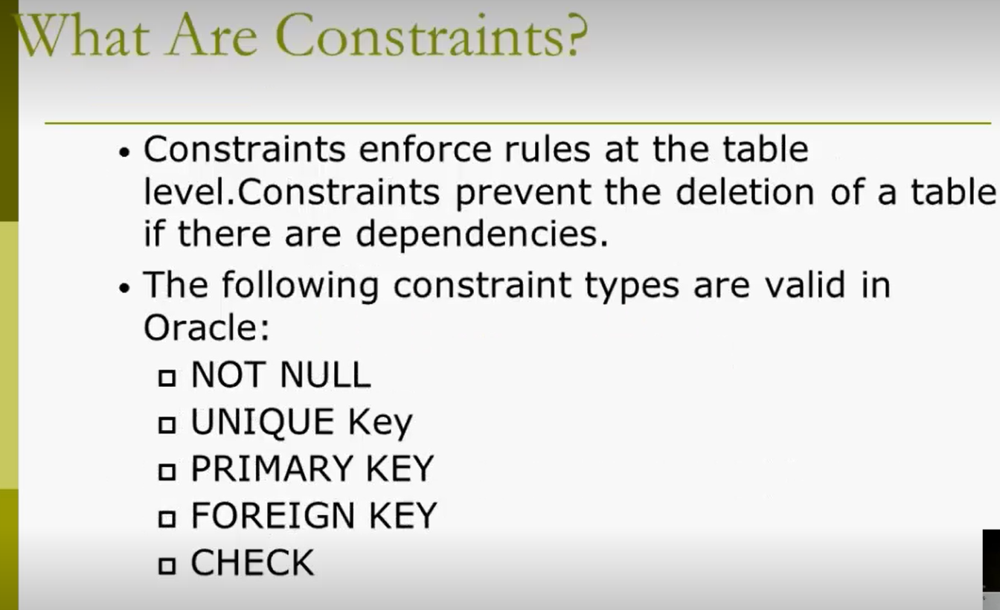 What Are Constraints?
• Constraints enforce rules at the table
level.Constraints prevent the deletion of a table
if there are dependencies.
• The following constraint types are valid in
Oracle:
NOT NULL
UNIQUE Key
PRIMARY KEY
FOREIGN KEY
CHECK